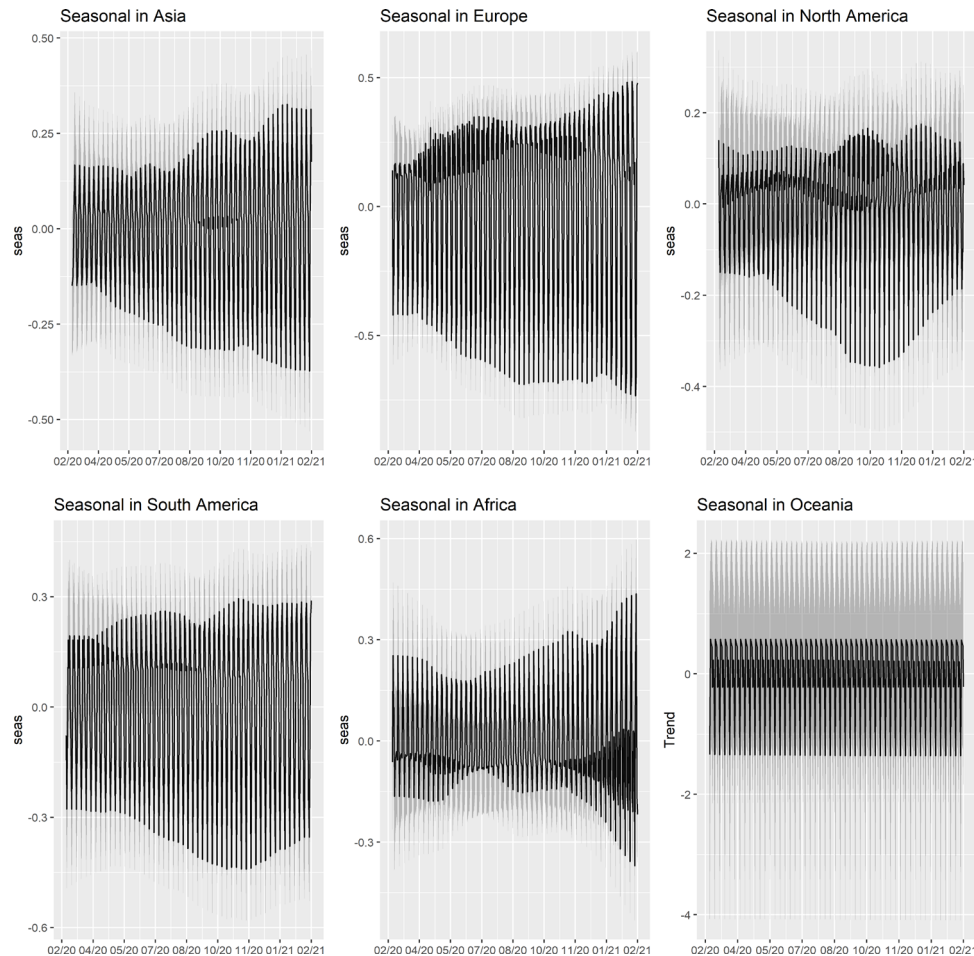 Seasonal in Asia
0.50
0.25
0.00
-0.25
-0.50
seas
02/20 04/20 05/20 07/20 08/20 10/20 11/20 01/21 02/21
Seasonal in Europe
0.5
0.0
-0.5
seas
02/20 04/20 05/20 07/20 08/20 10/20 11/20 01/21 02/21
Seasonal in North America
0.2
0.0
-0.2
-0.4
seas
02/20 04/20 05/20 07/20 08/20 10/20 11/20 01/21 02/21
Seasonal in South America
0.3
0.0
-0.3
-0.6
seas
02/20 04/20 05/20 07/20 08/20 10/20 11/20 01/21 02/21
Seasonal in Africa
0.6
0.3
0.0
-0.3
seas
02/20 04/20 05/20 07/20 08/20 10/20 11/20 01/21 02/21
Seasonal in Oceania
2
0
-2
-4
Trend
02/20 04/20 05/20 07/20 08/20 10/20 11/20 01/21 02/21